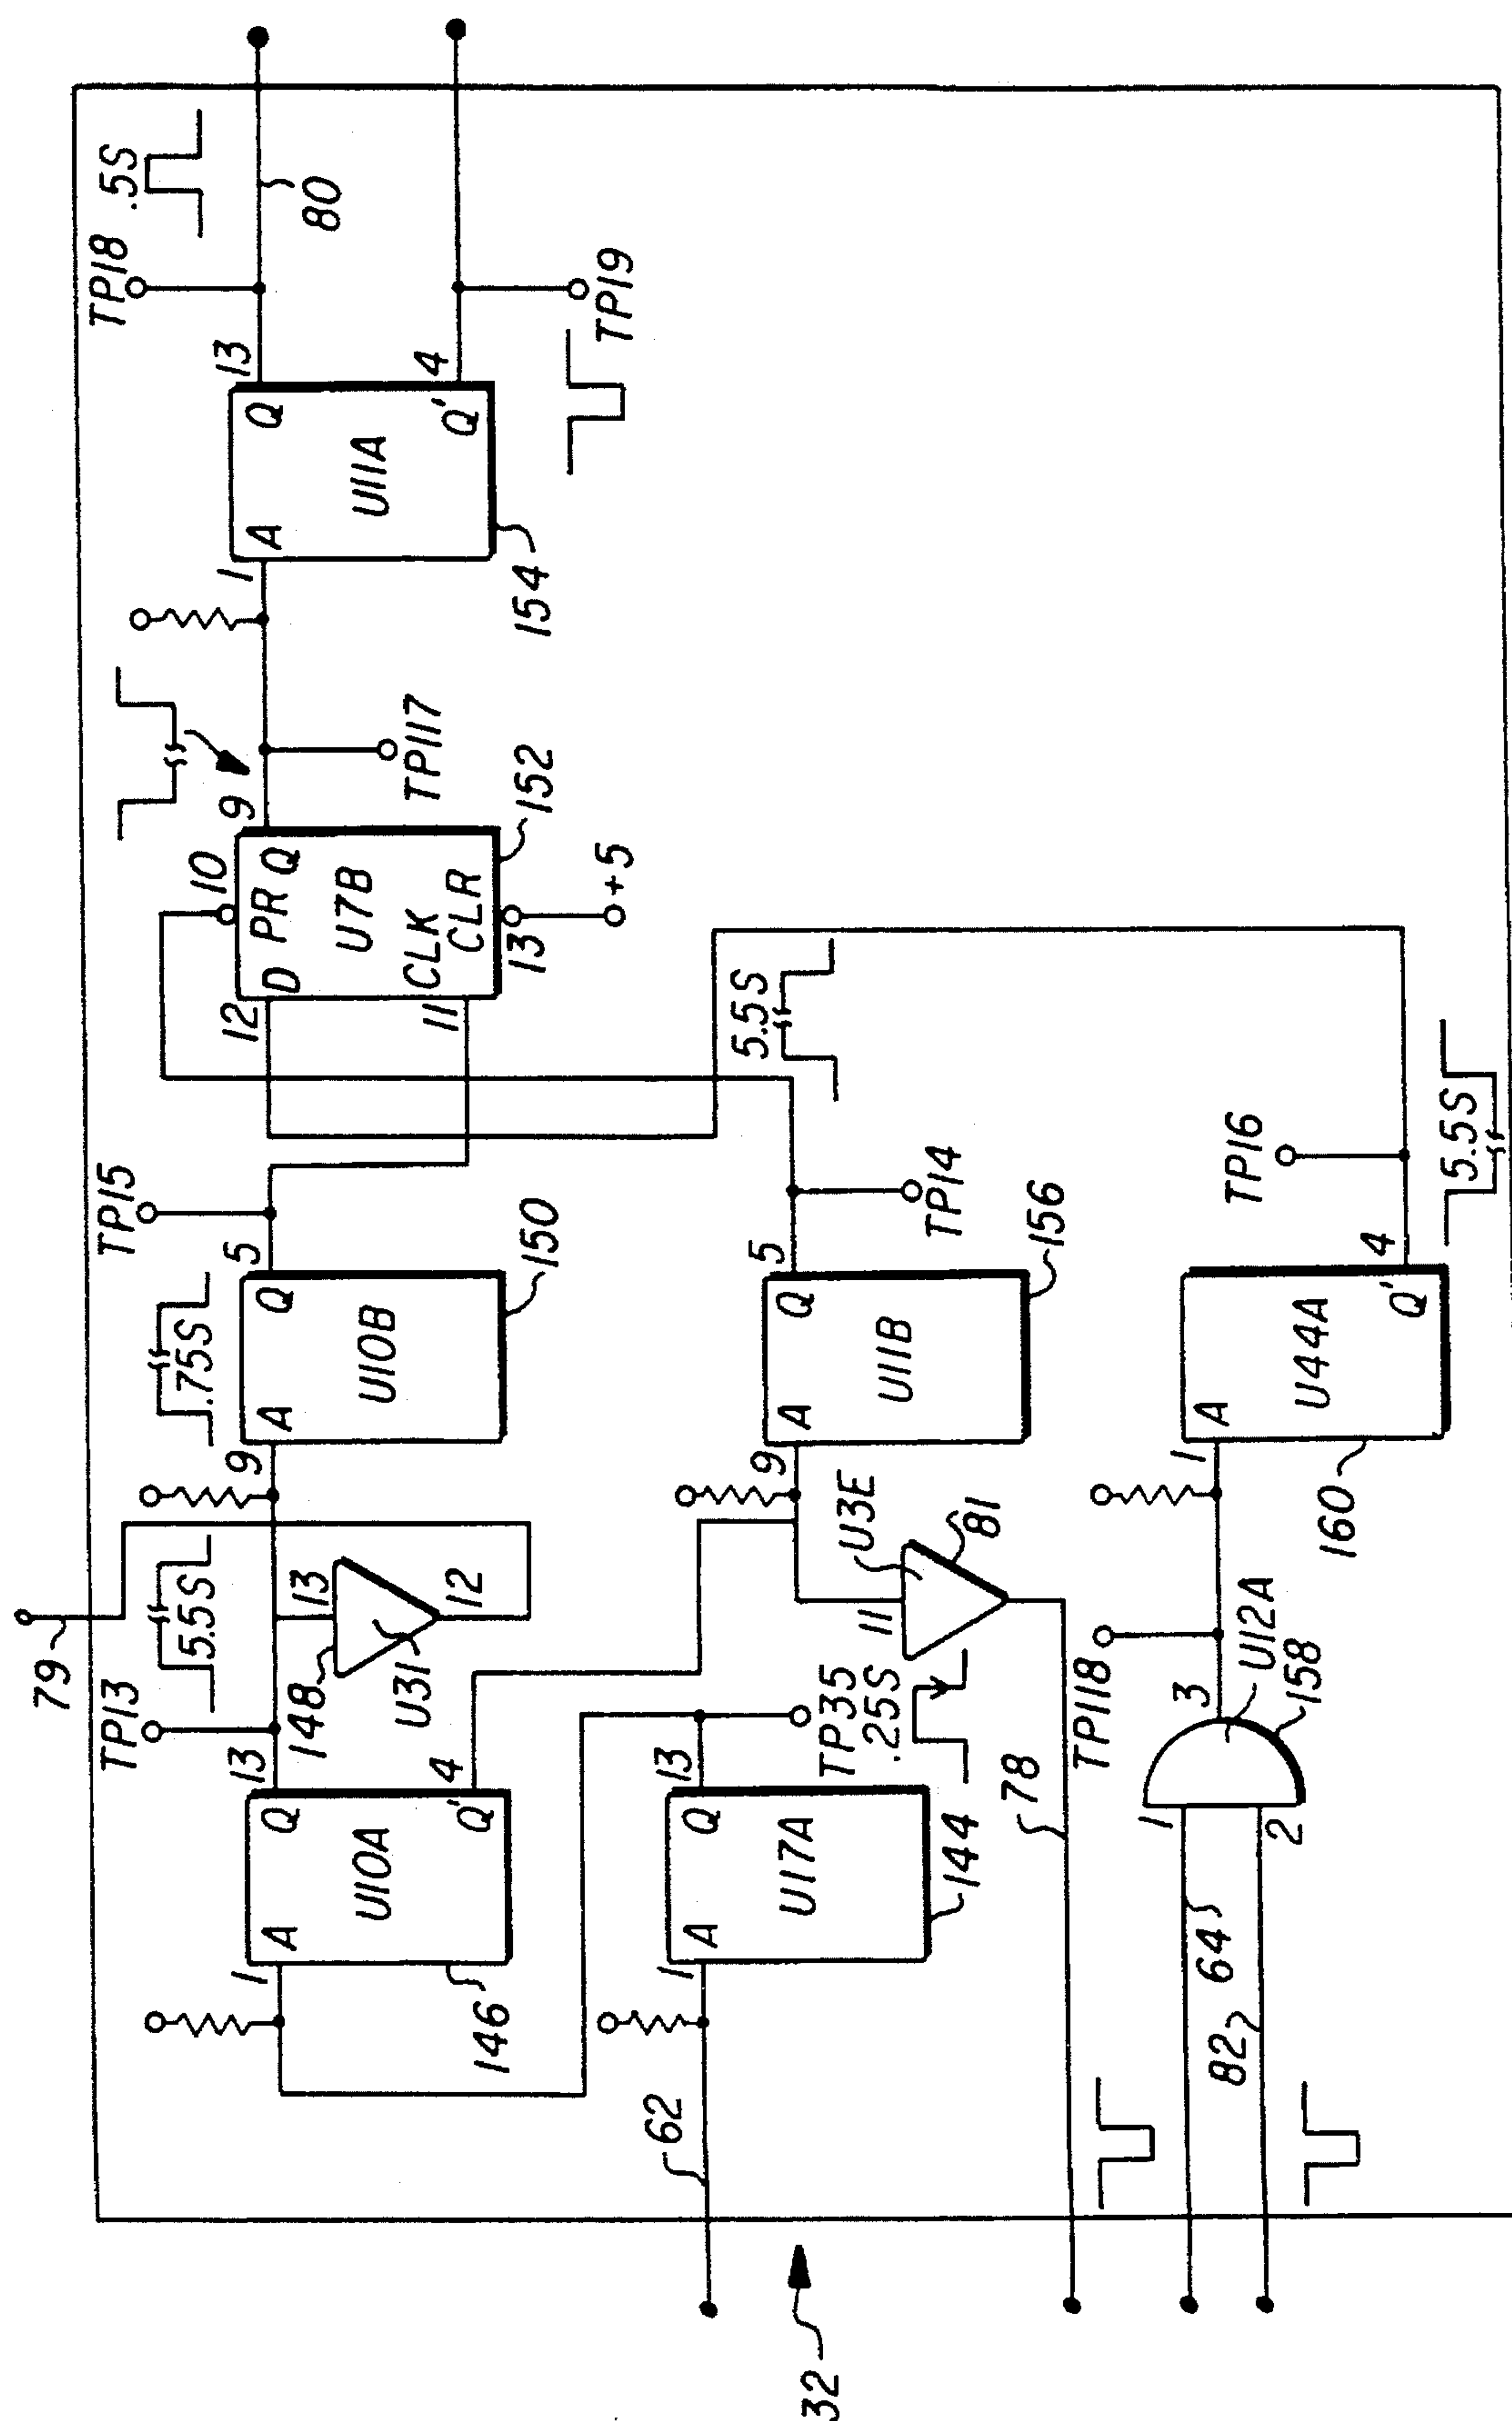 TP18
.5S
80
13
Q
A
U11A
Q'
4
TP19
1
154
TP117
9
10
D PR Q
U7B
CLK
CLR
152
+5
13
12
11
5.5S
TP15
5
.75S
Q
A
U10B
150
9
79
5.5S
13
12
148
U31
TP13
13
4
Q
A
U10A
Q'
1
146
TP14
5
Q
A
U11B
156
9
U3E
81
11
TP35
.25S
13
Q
A
U17A
144
1
62
78
TP16
5.5S
4
A
U44A
Q'
1
160
TP118
3
U12A
158
1
2
64
82
32